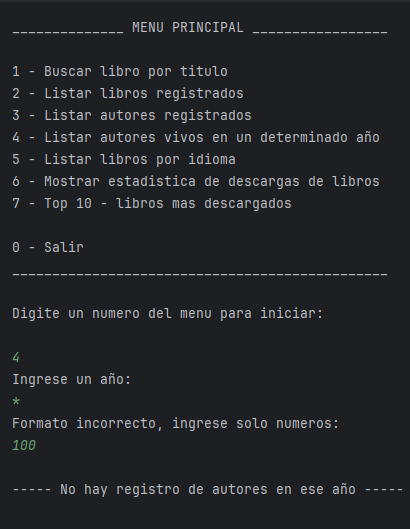 ______________ MENU PRINCIPAL _________________
1 - Buscar libro por titulo
2 - Listar libros registrados
3 - Listar autores registrados
4 - Listar autores vivos en un determinado año
5 - Listar libros por idioma
6 - Mostrar estadistica de descargas de libros
7 - Top 10 - libros mas descargados
0 - Salir
_______________________________________________
Digite un numero del menu para iniciar:
4
Ingrese un año:
*
Formato incorrecto, ingrese solo numeros:
100
----- No hay registro de autores en ese año -----